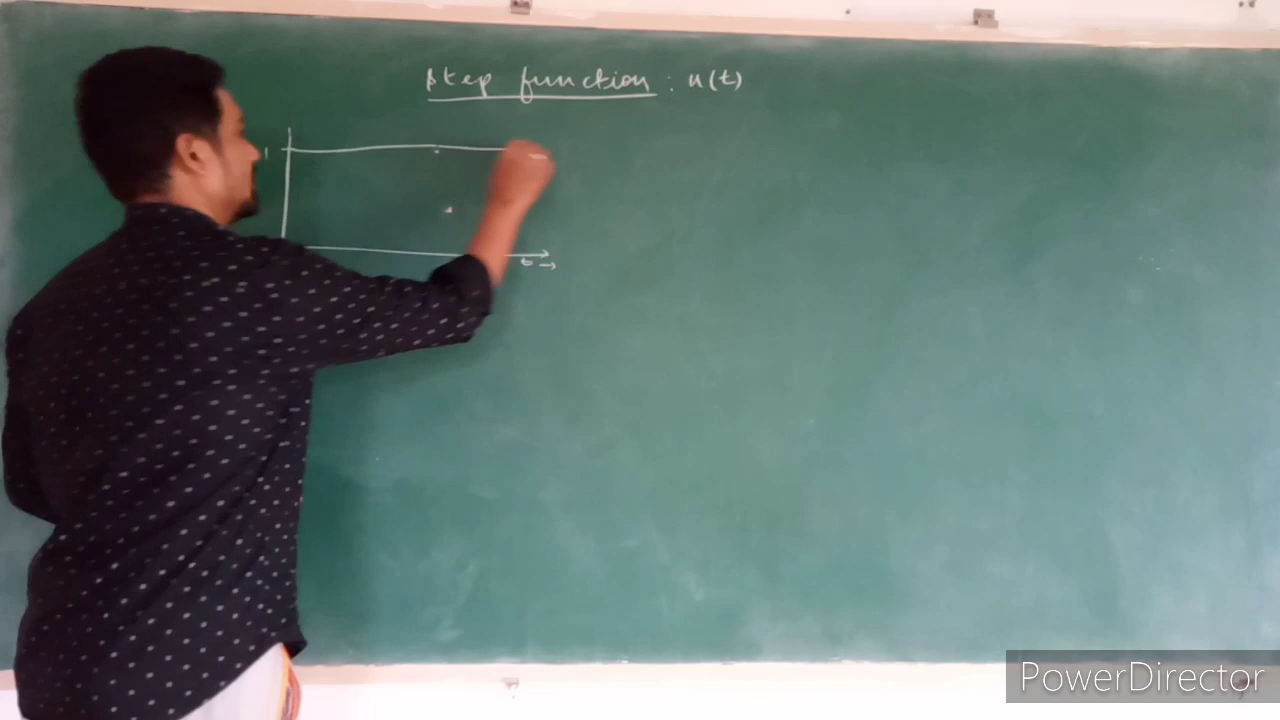 Step function : u(t)
1
t →
PowerDirector